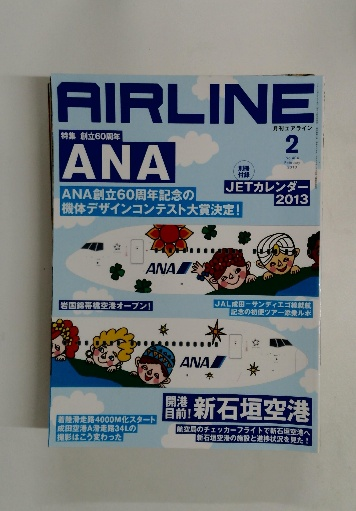 AIRLINE
月刊エアライン
特集 創立60周年
2
ANA
別冊
付録
JETカレンダー
2013
ANA創立60周年記念の
機体デザインコンテスト大賞決定!
ANA
岩国錦帯橋空港オープン!
JAL成田ーサンディエゴ線就航
記念の初便ツアー添乗ルポ
ANA
開港
目前!
新石垣空港
着陸滑走路4000M化スタート
成田空港A滑走路34Lの
撮影はこう変わった
航空局のチェッカーフライトで新石垣空港へ
新石垣空港の施設と進捗状況を見た!